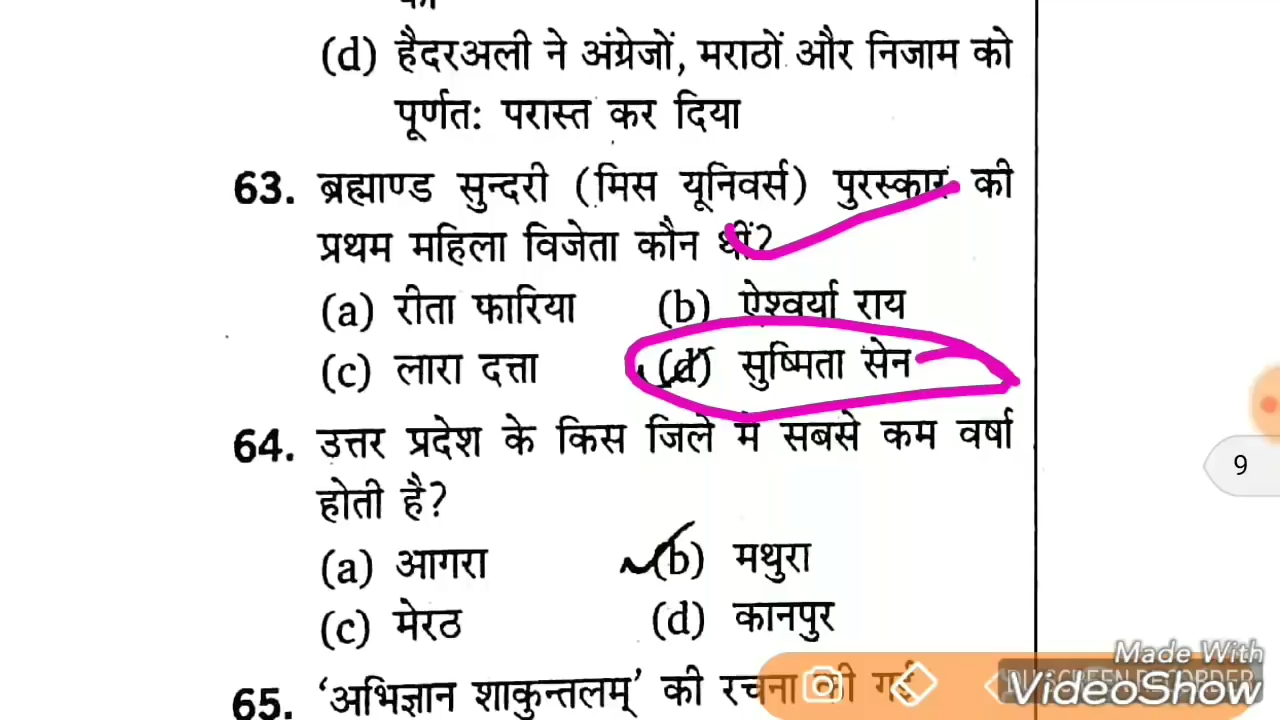 (d) हैदरअली ने अंग्रेजों, मराठों और निजाम को
पूर्णत: परास्त कर दिया
63. ब्रह्माण्ड सुन्दरी (मिस यूनिवर्स) पुरस्कार की
प्रथम महिला विजेता कौन थीं?
(a) रीता फारिया (b) ऐश्वर्या राय
(c) लारा दत्ता (d) सुष्मिता सेन
64. उत्तर प्रदेश के किस जिले में सबसे कम वर्षा
होती है?
(a) आगरा (b) मथुरा
(c) मेरठ (d) कानपुर
9
65. 'अभिज्ञान शाकुन्तलम्' की रचना की गई
Made With
VideoShow